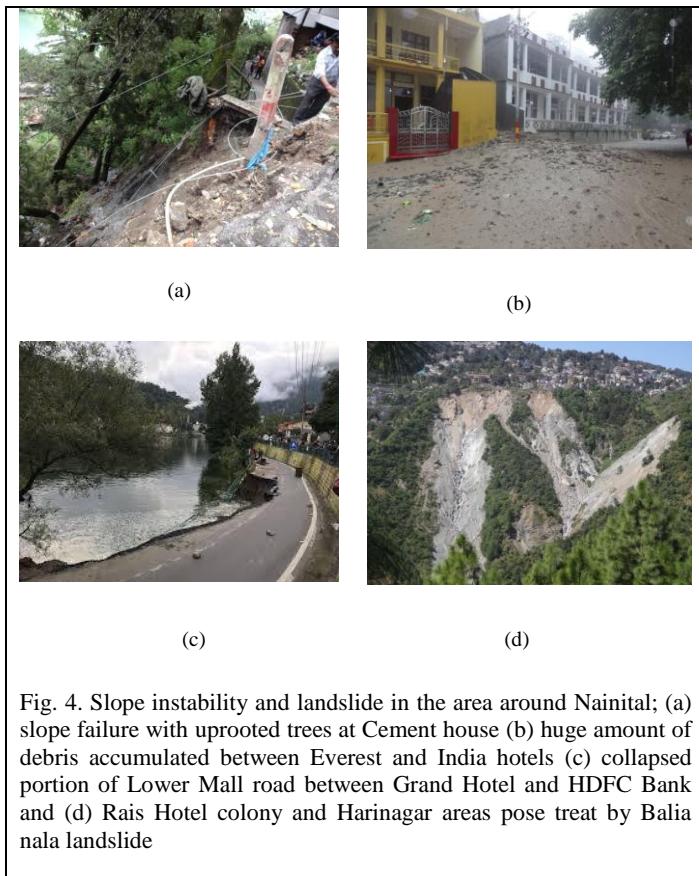 (a)
(b)
(c)
(d)
Fig. 4. Slope instability and landslide in the area around Nainital; (a)
slope failure with uprooted trees at Cement house (b) huge amount of
debris accumulated between Everest and India hotels (c) collapsed
portion of Lower Mall road between Grand Hotel and HDFC Bank
and (d) Rais Hotel colony and Harinagar areas pose treat by Balia
nala landslide